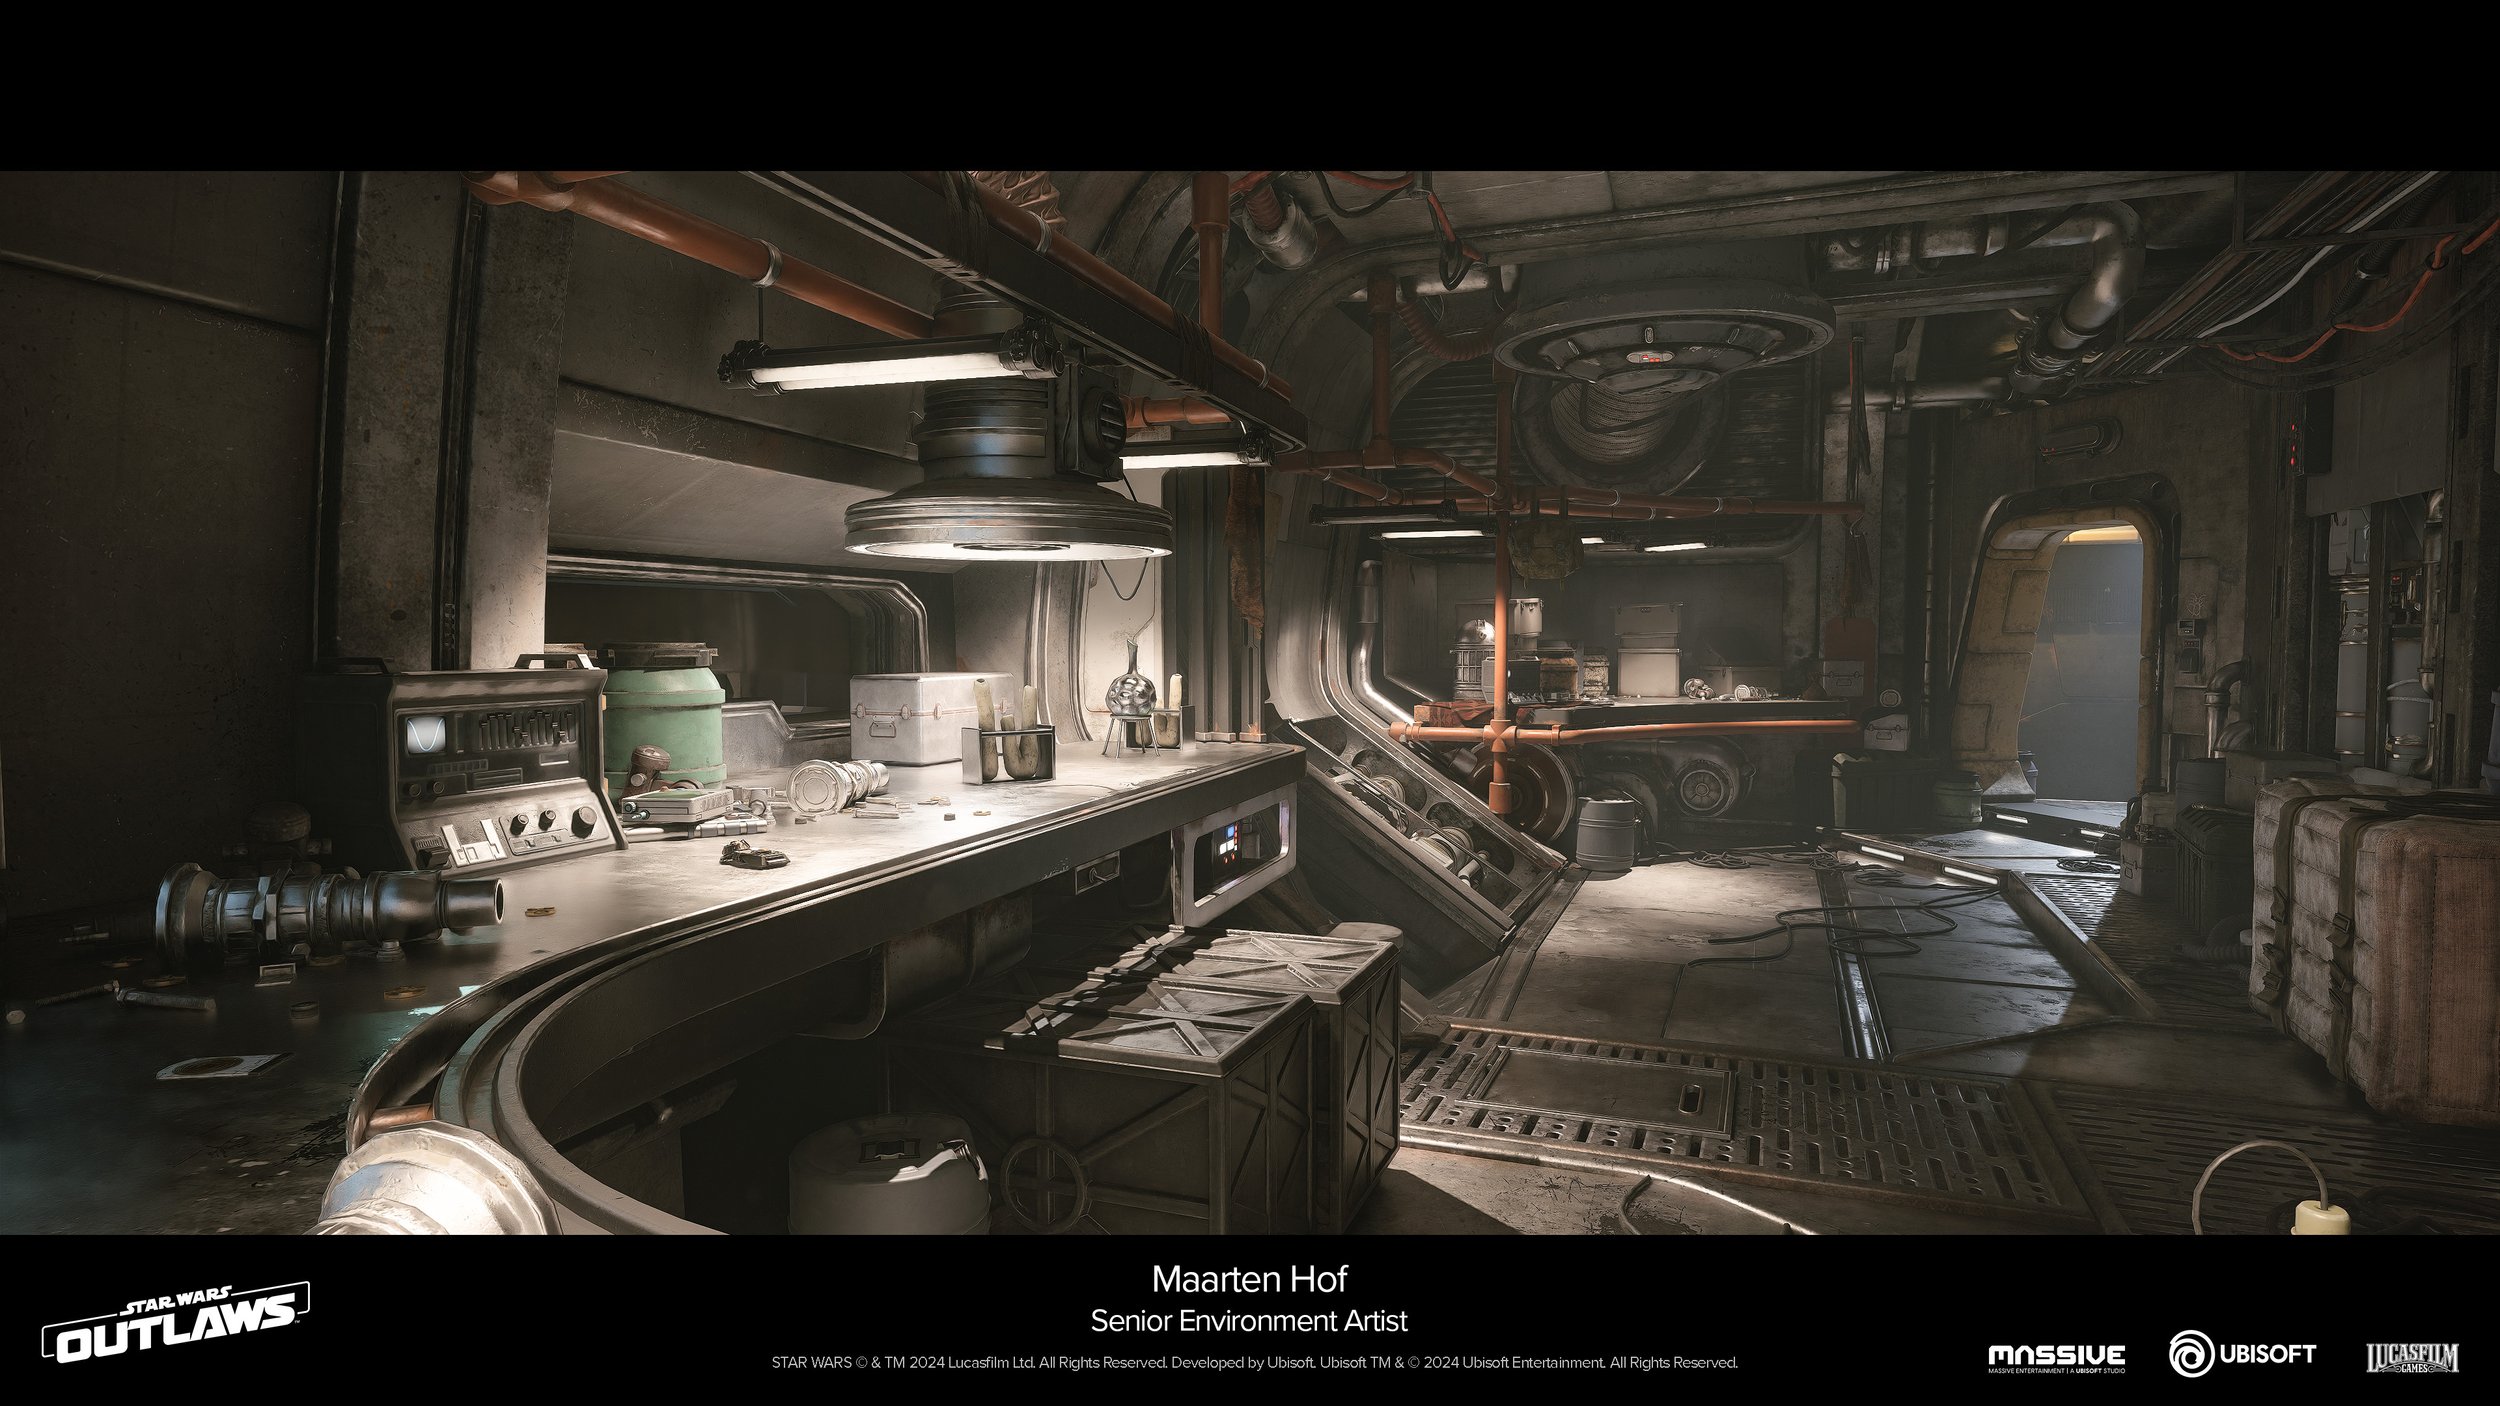 Maarten Hof
Senior Environment Artist
STAR WARS
OUTLAWS™
STAR WARS © & TM 2024 Lucasfilm Ltd. All Rights Reserved. Developed by Ubisoft. Ubisoft TM & © 2024 Ubisoft Entertainment. All Rights Reserved.
MASSIVE
MASSIVE ENTERTAINMENT | A UBISOFT STUDIO
UBISOFT
LUCASFILM
GAMES